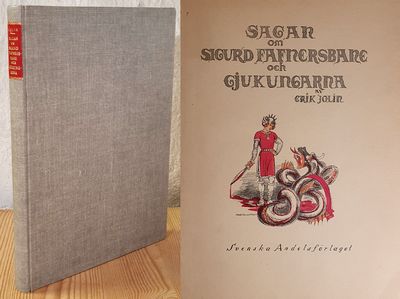 SAGAN
om
SIGURD FAFNERSBANE
och
GJUKUNGARNA
AV
ERIK JOLIN
Svenska Andelsförlaget